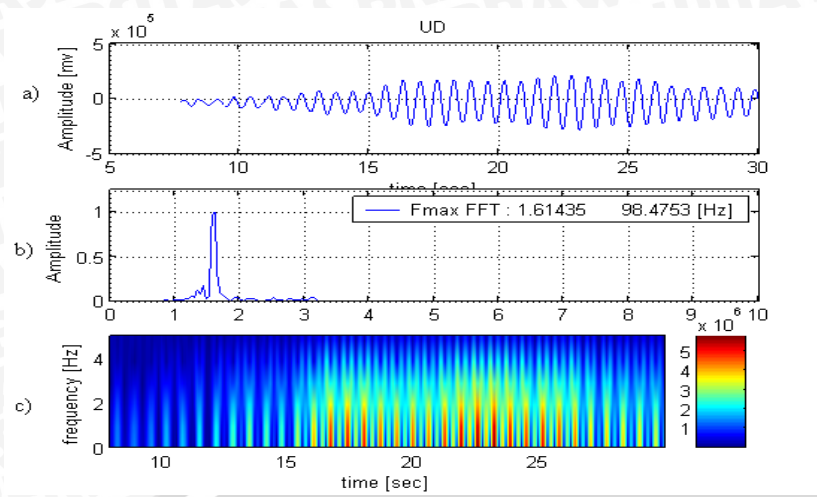 UD
x 10^5
a)
Amplitude [mv]
5
0
-5
5 10 15 20 25 30
time [sec]
b)
Amplitude
1
0.5
0
Fmax FFT : 1.61435 98.4753 [Hz]
0 1 2 3 4 5 6 7 8 9 10
x 10^6
c)
frequency [Hz]
4
2
0
10 15 20 25
time [sec]
5
4
3
2
1